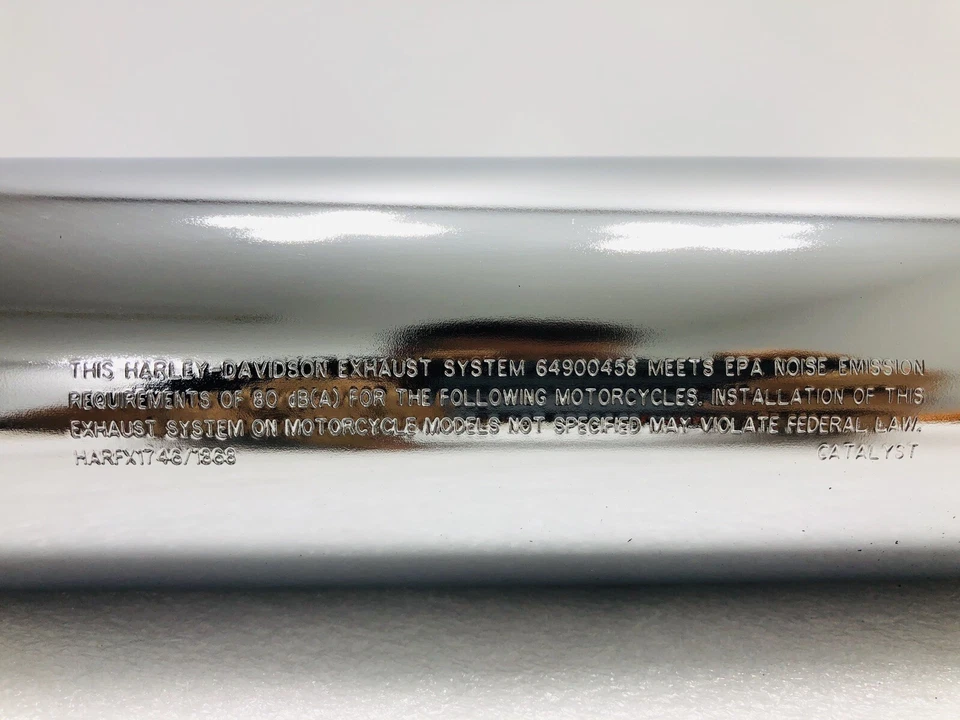 THIS HARLEY-DAVIDSON EXHAUST SYSTEM 64900458 MEETS EPA NOISE EMISSION
REQUIREMENTS OF 80 dB(A) FOR THE FOLLOWING MOTORCYCLES. INSTALLATION OF THIS
EXHAUST SYSTEM ON MOTORCYCLE MODELS NOT SPECIFIED MAY VIOLATE FEDERAL LAW.
HARFX1746/1868 CATALYST